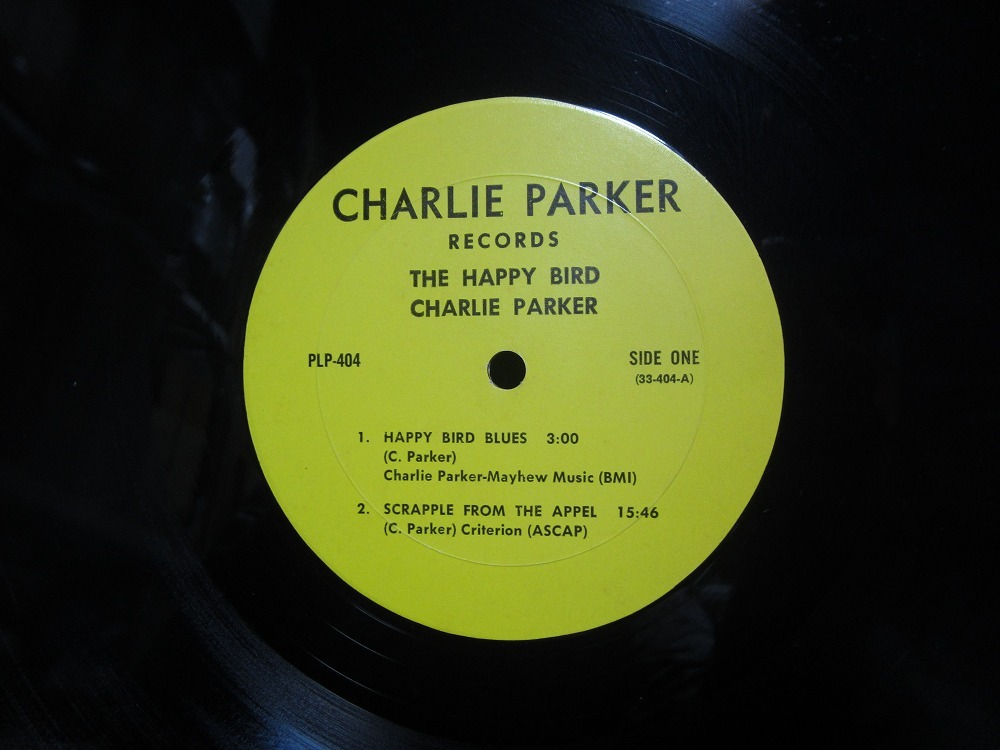 CHARLIE PARKER
RECORDS
THE HAPPY BIRD
CHARLIE PARKER
PLP-404
SIDE ONE
(33-404-A)
1. HAPPY BIRD BLUES 3:00
(C. Parker)
Charlie Parker-Mayhew Music (BMI)
2. SCRAPPLE FROM THE APPEL 15:46
(C. Parker) Criterion (ASCAP)